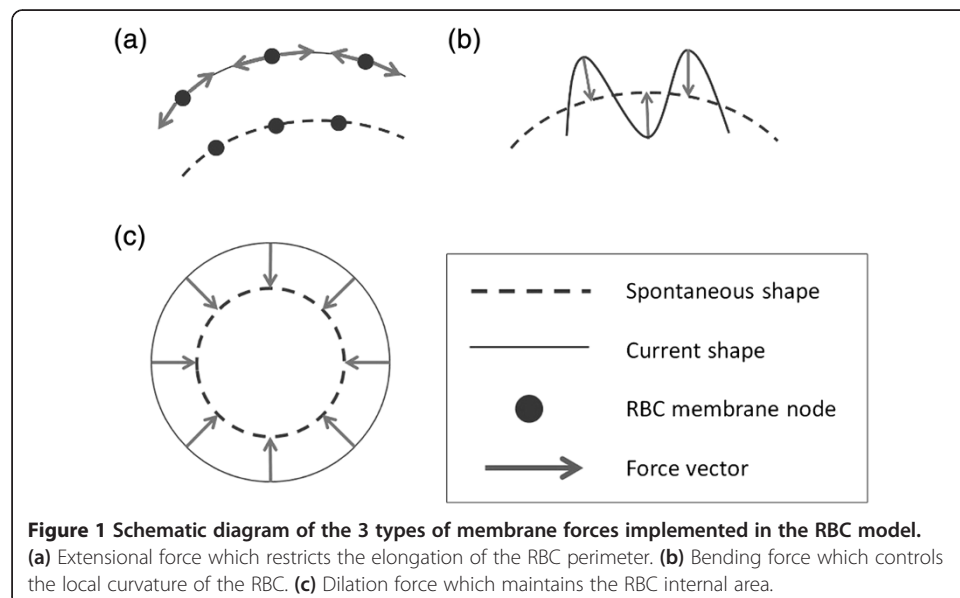 (a)
(b)
(c)
Spontaneous shape
Current shape
RBC membrane node
Force vector
Figure 1 Schematic diagram of the 3 types of membrane forces implemented in the RBC model.
(a) Extensional force which restricts the elongation of the RBC perimeter. (b) Bending force which controls
the local curvature of the RBC. (c) Dilation force which maintains the RBC internal area.